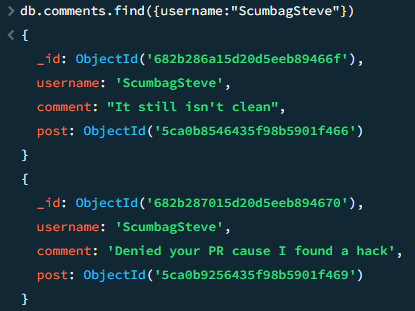 > db.comments.find({username:"ScumbagSteve"})
< {
_id: ObjectId('682b286a15d20d5eeb89466f'),
username: 'ScumbagSteve',
comment: "It still isn't clean",
post: ObjectId('5ca0b8546435f98b5901f466')
}
{
_id: ObjectId('682b287015d20d5eeb894670'),
username: 'ScumbagSteve',
comment: 'Denied your PR cause I found a hack',
post: ObjectId('5ca0b9256435f98b5901f469')
}